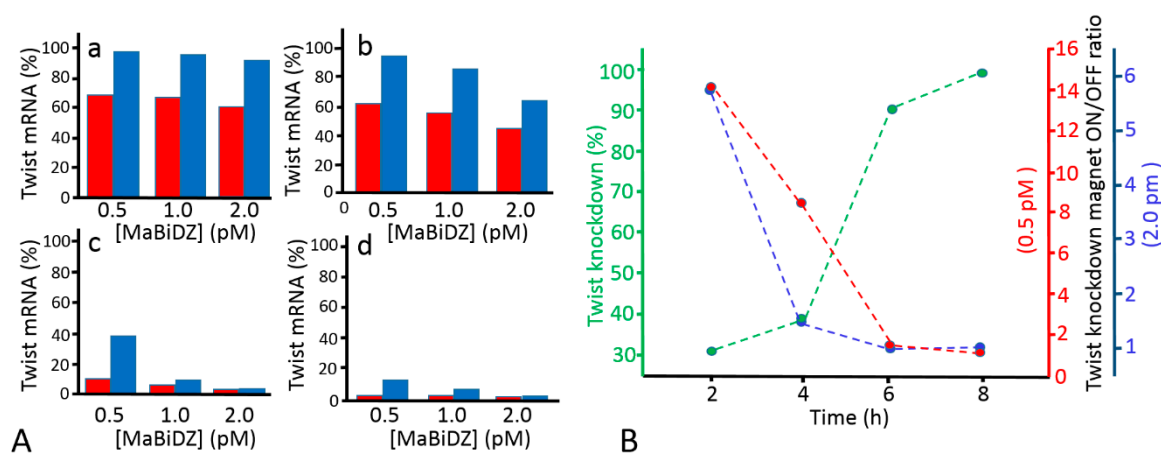 a
Twist mRNA (%)
100
80
60
40
20
0
0.5 1.0 2.0
[MaBiDZ] (pM)
b
Twist mRNA (%)
100
80
60
40
20
0
0
0.5 1.0 2.0
[MaBiDZ] (pM)
c
Twist mRNA (%)
100
80
60
40
20
0
0.5 1.0 2.0
[MaBiDZ] (pM)
d
Twist mRNA (%)
100
80
60
40
20
0
0.5 1.0 2.0
[MaBiDZ] (pM)
A
Twist knockdown (%)
100
90
80
70
60
50
40
30
2 4 6 8
Time (h)
16
14
12
10
8
6
4
2
0
(0.5 pM)
Twist knockdown magnet ON/OFF ratio
(2.0 pm)
6
5
4
3
2
1
B